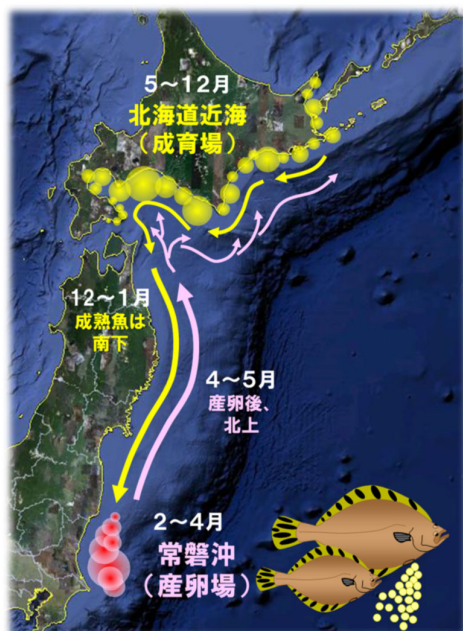 5～12月
北海道近海
（成育場）
12～1月
成熟魚は
南下
4～5月
産卵後、
北上
2～4月
常磐沖
（産卵場）